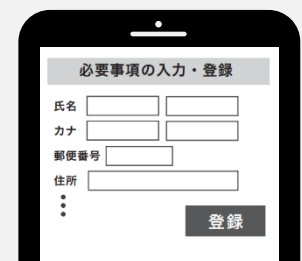 必要事項の入力・登録
氏名
カナ
郵便番号
住所
登録